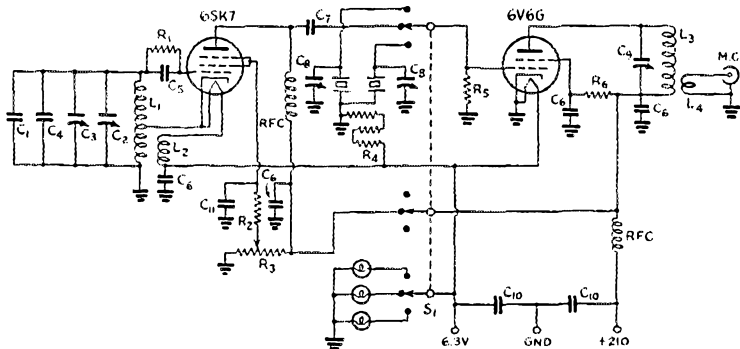 6SK7
C7
6V6G
L3
M.C
R1
C5
C8
C8
C9
L1
R5
C6
R6
C6
L4
C1
C4
C3
C2
RFC
R4
L2
C6
C11
R2
C6
RFC
R3
S1
C10
C10
6.3V
GND
+210